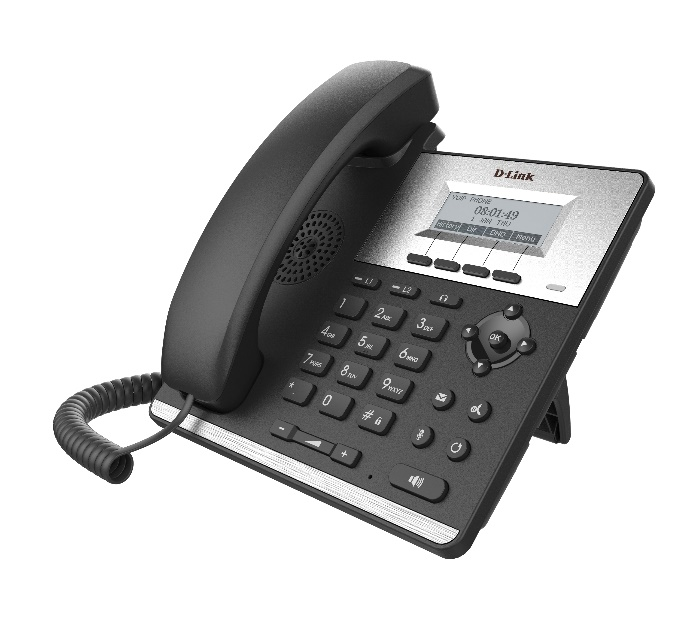 D-Link
VOIP PHONE
08:01:49
1 JAN THU
History Dir DND Menu
L1 L2
1 2ABC 3DEF
OK
4GHI 5JKL 6MNO
7PQRS 8TUV 9WXYZ
*. 0 #
- +